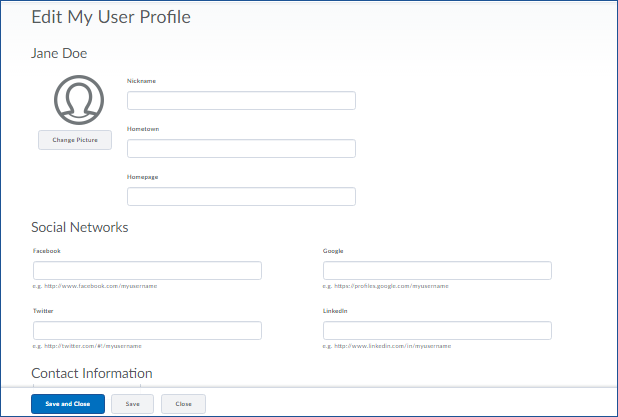 Edit My User Profile
Jane Doe
Nickname
Change Picture
Hometown
Homepage
Social Networks
Facebook
Google
e.g. http://www.facebook.com/myusername
e.g. https://profiles.google.com/myusername
Twitter
LinkedIn
e.g. http://twitter.com/#!/myusername
e.g. http://www.linkedin.com/in/myusername
Contact Information
Save and Close
Save
Close